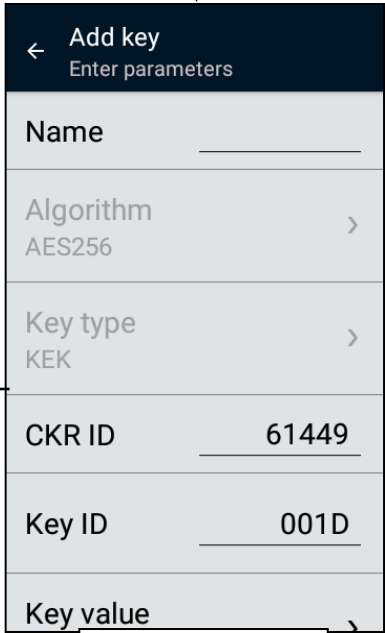 Add key
Enter parameters
Name
Algorithm
AES256
Key type
KEK
CKR ID 61449
Key ID 001D
Key value